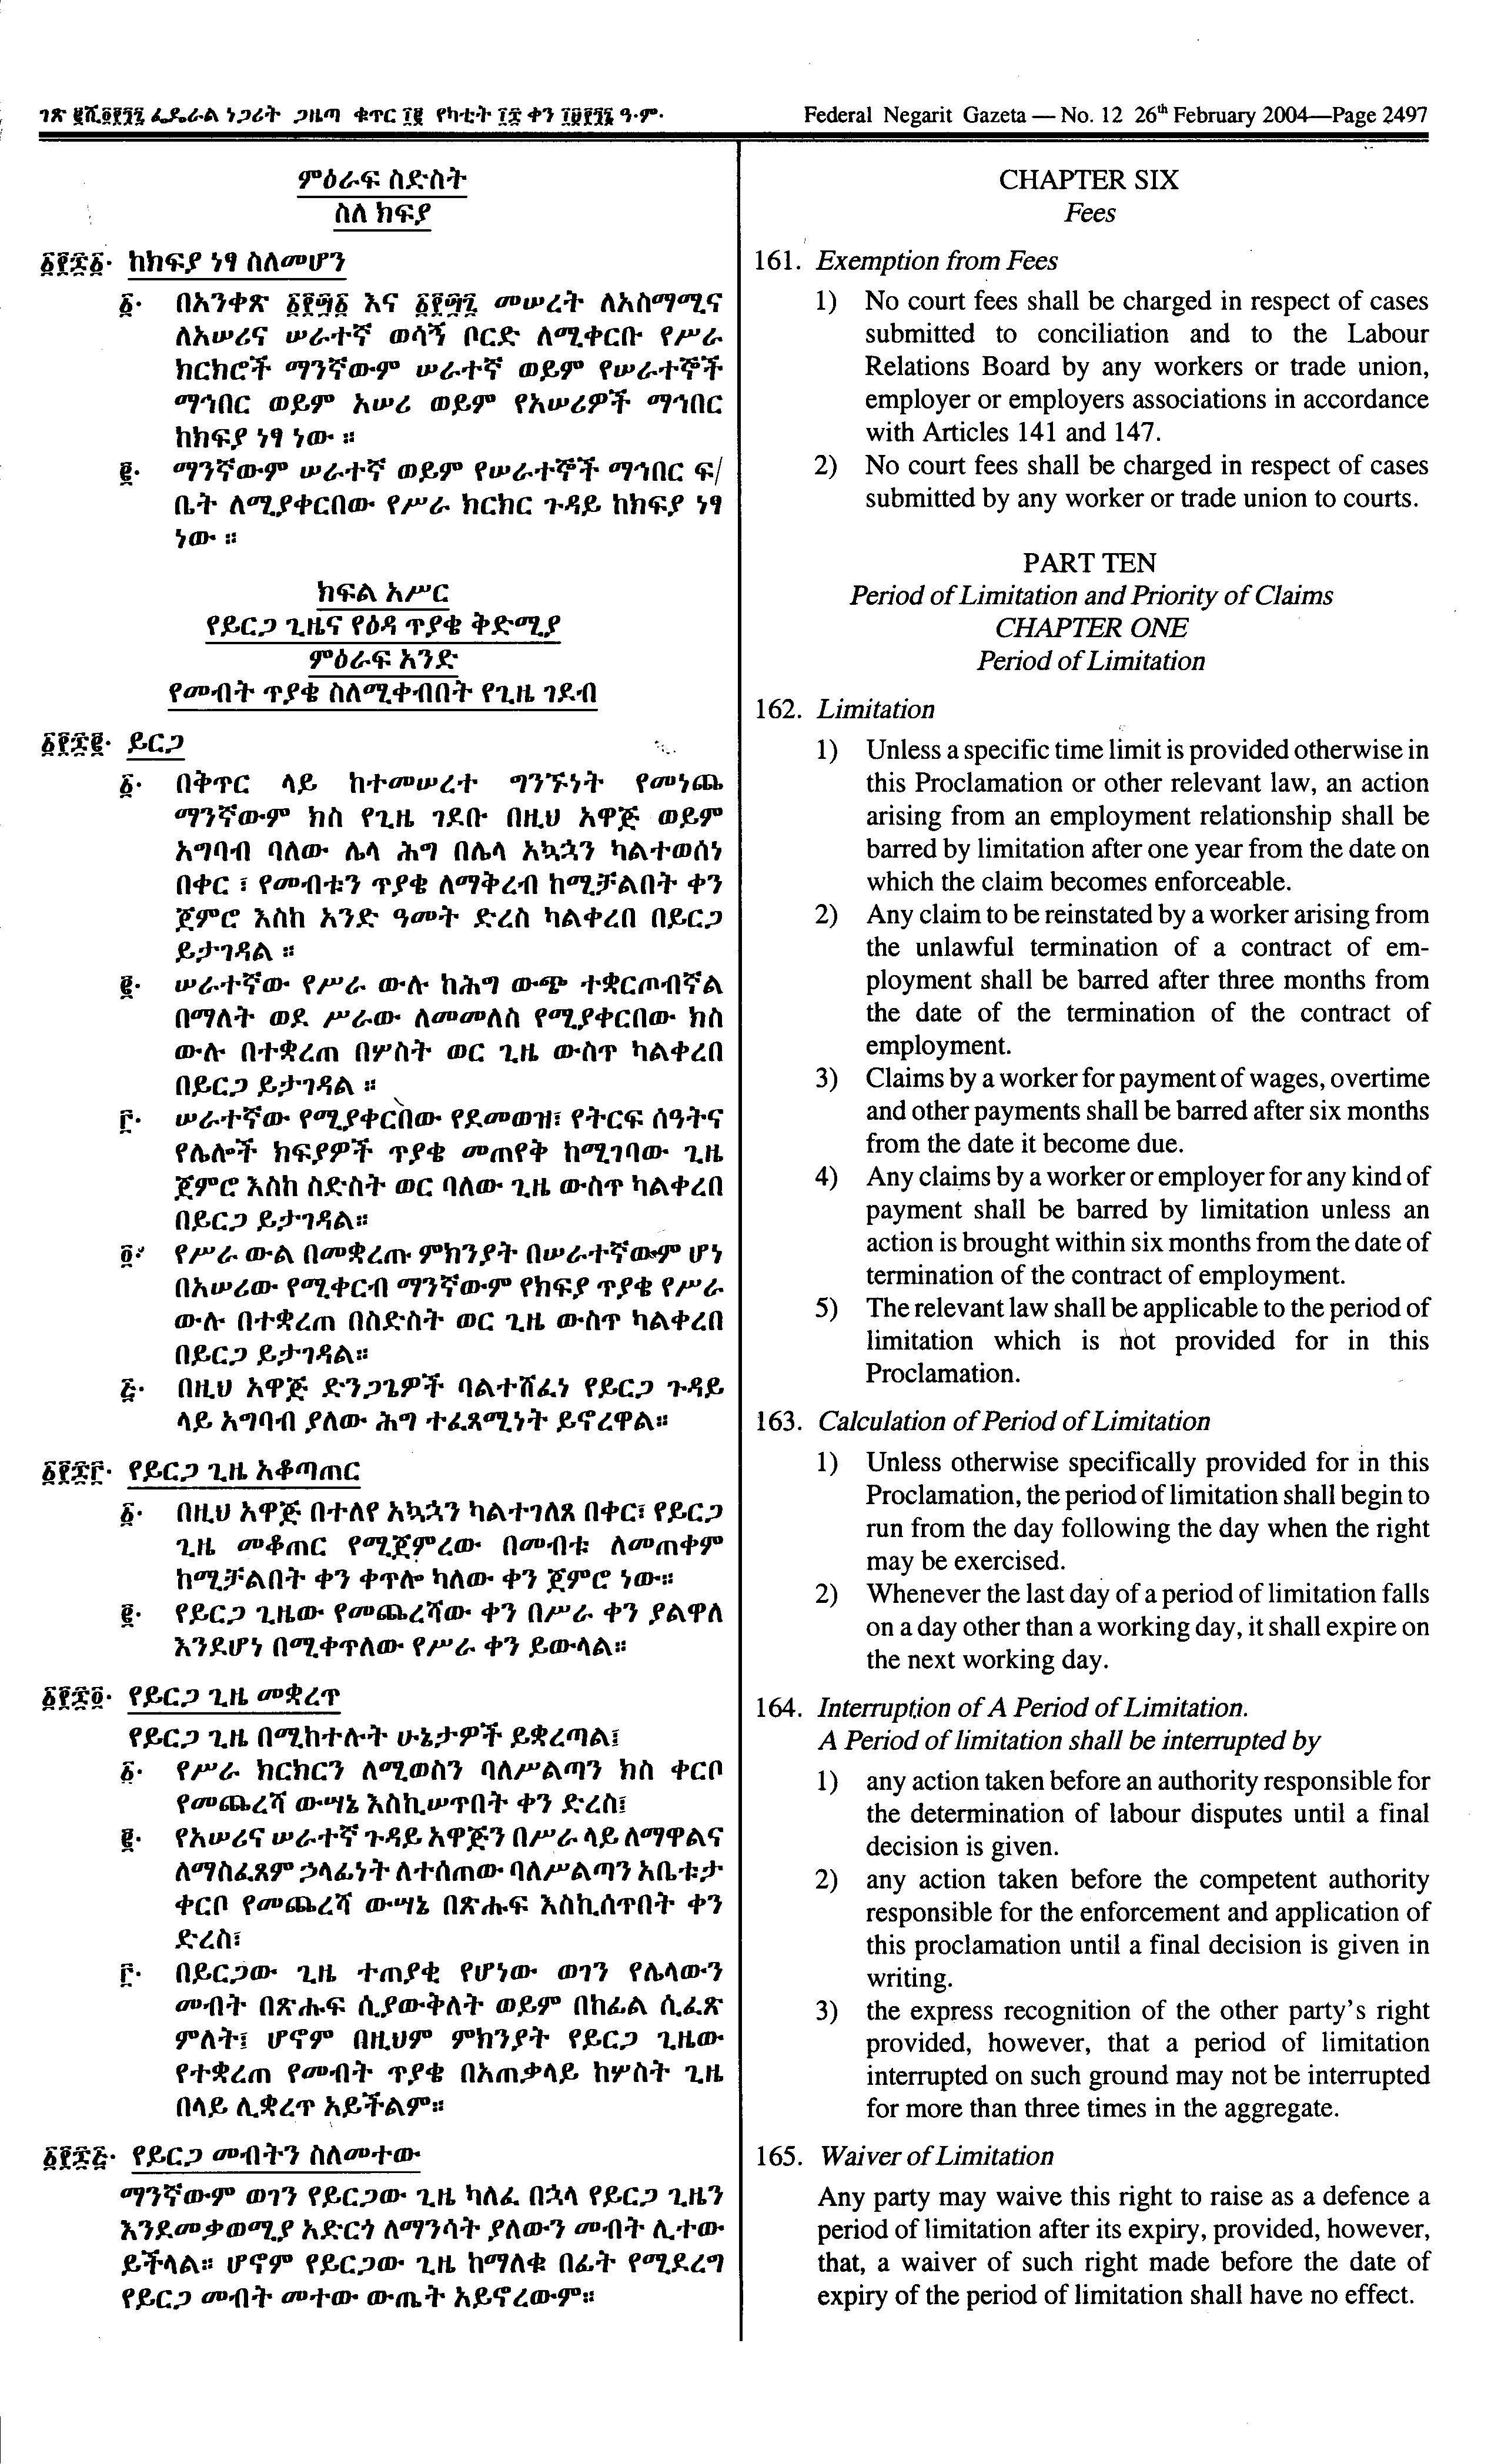 ገጽ ፪ሺ፬፻፺፯ ፌዴራል ነጋሪት ጋዜጣ ቁጥር ፲፪ የካቲት ፲፰ ቀን ፲፱፻፺፮ ዓ·ም·
Federal Negarit Gazeta — No. 12 26th February 2004—Page 2497
ምዕራፍ ስድስት
ስለ ክፍያ
፩፻፷፩· ከክፍያ ነፃ ስለመሆን
፩· በአንቀጽ ፩፻፵፩ እና ፩፻፵፯ መሠረት ለአስማሚና
ለአሠሪና ሠራተኛ ወሳኝ ቦርድ ለሚቀርቡ የሥራ
ክርክሮች ማንኛውም ሠራተኛ ወይም የሠራተኞች
ማኅበር ወይም አሠሪ ወይም የአሠሪዎች ማኅበር
ከክፍያ ነፃ ነው ።
፪· ማንኛውም ሠራተኛ ወይም የሠራተኞች ማኅበር ፍ/
ቤት ለሚያቀርበው የሥራ ክርክር ጉዳይ ከክፍያ ነፃ
ነው ።
ክፍል አሥር
የይርጋ ጊዜና የዕዳ ጥያቄ ቅድሚያ
ምዕራፍ አንድ
የመብት ጥያቄ ስለሚቀብበት የጊዜ ገደብ
፩፻፷፪· ይርጋ
፩· በቅጥር ላይ ከተመሠረተ ግንኙነት የመነጨ
ማንኛውም ክስ የጊዜ ገደቡ በዚህ አዋጅ ወይም
አግባብ ባለው ሌላ ሕግ በሌላ አኳኋን ካልተወሰነ
በቀር ፣ የመብቱን ጥያቄ ለማቅረብ ከሚቻልበት ቀን
ጀምሮ እስከ አንድ ዓመት ድረስ ካልቀረበ በይርጋ
ይታገዳል ።
፪· ሠራተኛው የሥራ ውሉ ከሕግ ውጭ ተቋርጦብኛል
በማለት ወደ ሥራው ለመመለስ የሚያቀርበው ክስ
ውሉ በተቋረጠ በሦስት ወር ጊዜ ውስጥ ካልቀረበ
በይርጋ ይታገዳል ።
፫· ሠራተኛው የሚያቀርበው የደመወዝ፣ የትርፍ ሰዓትና
የሌሎች ክፍያዎች ጥያቄ መጠየቅ ከሚገባው ጊዜ
ጀምሮ እስከ ስድስት ወር ባለው ጊዜ ውስጥ ካልቀረበ
በይርጋ ይታገዳል።
፬· የሥራ ውል በመቋረጡ ምክንያት በሠራተኛውም ሆነ
በአሠሪው የሚቀርብ ማንኛውም የክፍያ ጥያቄ የሥራ
ውሉ በተቋረጠ በስድስት ወር ጊዜ ውስጥ ካልቀረበ
በይርጋ ይታገዳል።
፭· በዚህ አዋጅ ድንጋጌዎች ባልተሸፈነ የይርጋ ጉዳይ
ላይ አግባብ ያለው ሕግ ተፈጻሚነት ይኖረዋል።
፩፻፷፫· የይርጋ ጊዜ አቆጣጠር
፩· በዚህ አዋጅ በተለየ አኳኋን ካልተገለጸ በቀር፣ የይርጋ
ጊዜ መቆጠር የሚጀምረው በመብቱ ለመጠቀም
ከሚቻልበት ቀን ቀጥሎ ካለው ቀን ጀምሮ ነው።
፪· የይርጋ ጊዜው የመጨረሻው ቀን በሥራ ቀን ያልዋለ
እንደሆነ በሚቀጥለው የሥራ ቀን ይውላል።
፩፻፷፬· የይርጋ ጊዜ መቋረጥ
የይርጋ ጊዜ በሚከተሉት ሁኔታዎች ይቋረጣል፤
፩· የሥራ ክርክርን ለሚወስን ባለሥልጣን ክስ ቀርቦ
የመጨረሻ ውሣኔ እስኪሠጥበት ቀን ድረስ፤
፪· የአሠሪና ሠራተኛ ጉዳይ አዋጅን በሥራ ላይ ለማዋልና
ለማስፈጸም ኃላፊነት ለተሰጠው ባለሥልጣን አቤቱታ
ቀርቦ የመጨረሻ ውሣኔ በጽሑፍ እስኪሰጥበት ቀን
ድረስ፣
፫· በይርጋው ጊዜ ተጠያቂ የሆነው ወገን የሌላውን
መብት በጽሑፍ ሲያውቅለት ወይም በከፊል ሲፈጽ
ምለት፤ ሆኖም በዚህም ምክንያት የይርጋ ጊዜው
የተቋረጠ የመብት ጥያቄ በአጠቃላይ ከሦስት ጊዜ
በላይ ሊቋረጥ አይችልም።
፩፻፷፭· የይርጋ መብትን ስለመተው
ማንኛውም ወገን የይርጋው ጊዜ ካለፈ በኋላ የይርጋ ጊዜን
እንደመቃወሚያ አድርጎ ለማንሳት ያለውን መብት ሊተው
ይችላል። ሆኖም የይርጋው ጊዜ ከማለቁ በፊት የሚደረግ
የይርጋ መብት መተው ውጤት አይኖረውም።
CHAPTER SIX
Fees
161. Exemption from Fees
1) No court fees shall be charged in respect of cases
submitted to conciliation and to the Labour
Relations Board by any workers or trade union,
employer or employers associations in accordance
with Articles 141 and 147.
2) No court fees shall be charged in respect of cases
submitted by any worker or trade union to courts.
PART TEN
Period of Limitation and Priority of Claims
CHAPTER ONE
Period of Limitation
162. Limitation
1) Unless a specific time limit is provided otherwise in
this Proclamation or other relevant law, an action
arising from an employment relationship shall be
barred by limitation after one year from the date on
which the claim becomes enforceable.
2) Any claim to be reinstated by a worker arising from
the unlawful termination of a contract of em-
ployment shall be barred after three months from
the date of the termination of the contract of
employment.
3) Claims by a worker for payment of wages, overtime
and other payments shall be barred after six months
from the date it become due.
4) Any claims by a worker or employer for any kind of
payment shall be barred by limitation unless an
action is brought within six months from the date of
termination of the contract of employment.
5) The relevant law shall be applicable to the period of
limitation which is not provided for in this
Proclamation.
163. Calculation of Period of Limitation
1) Unless otherwise specifically provided for in this
Proclamation, the period of limitation shall begin to
run from the day following the day when the right
may be exercised.
2) Whenever the last day of a period of limitation falls
on a day other than a working day, it shall expire on
the next working day.
164. Interruption of A Period of Limitation.
A Period of limitation shall be interrupted by
1) any action taken before an authority responsible for
the determination of labour disputes until a final
decision is given.
2) any action taken before the competent authority
responsible for the enforcement and application of
this proclamation until a final decision is given in
writing.
3) the express recognition of the other party's right
provided, however, that a period of limitation
interrupted on such ground may not be interrupted
for more than three times in the aggregate.
165. Waiver of Limitation
Any party may waive this right to raise as a defence a
period of limitation after its expiry, provided, however,
that, a waiver of such right made before the date of
expiry of the period of limitation shall have no effect.